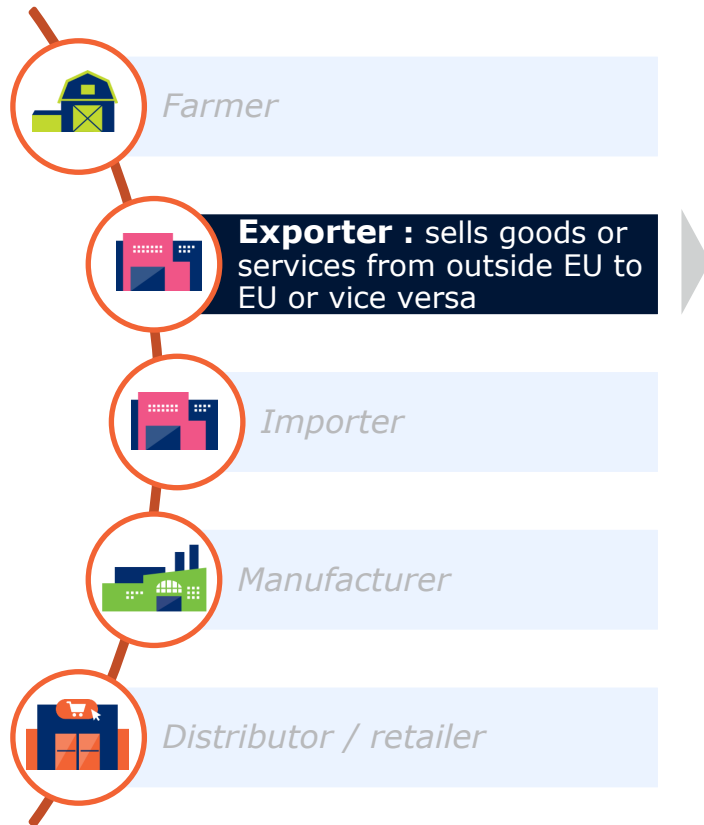 Farmer
Exporter : sells goods or
services from outside EU to
EU or vice versa
Importer
Manufacturer
Distributor / retailer